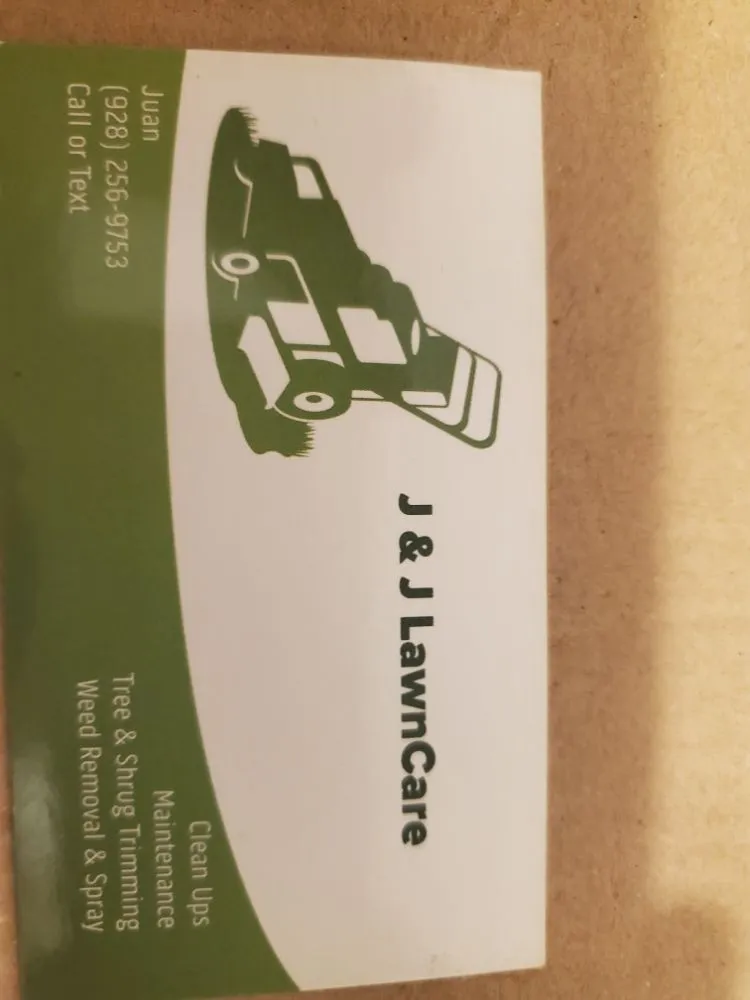 J & J LawnCare
Juan
(928) 256-9753
Call or Text
Clean Ups
Maintenance
Tree & Shrug Trimming
Weed Removal & Spray